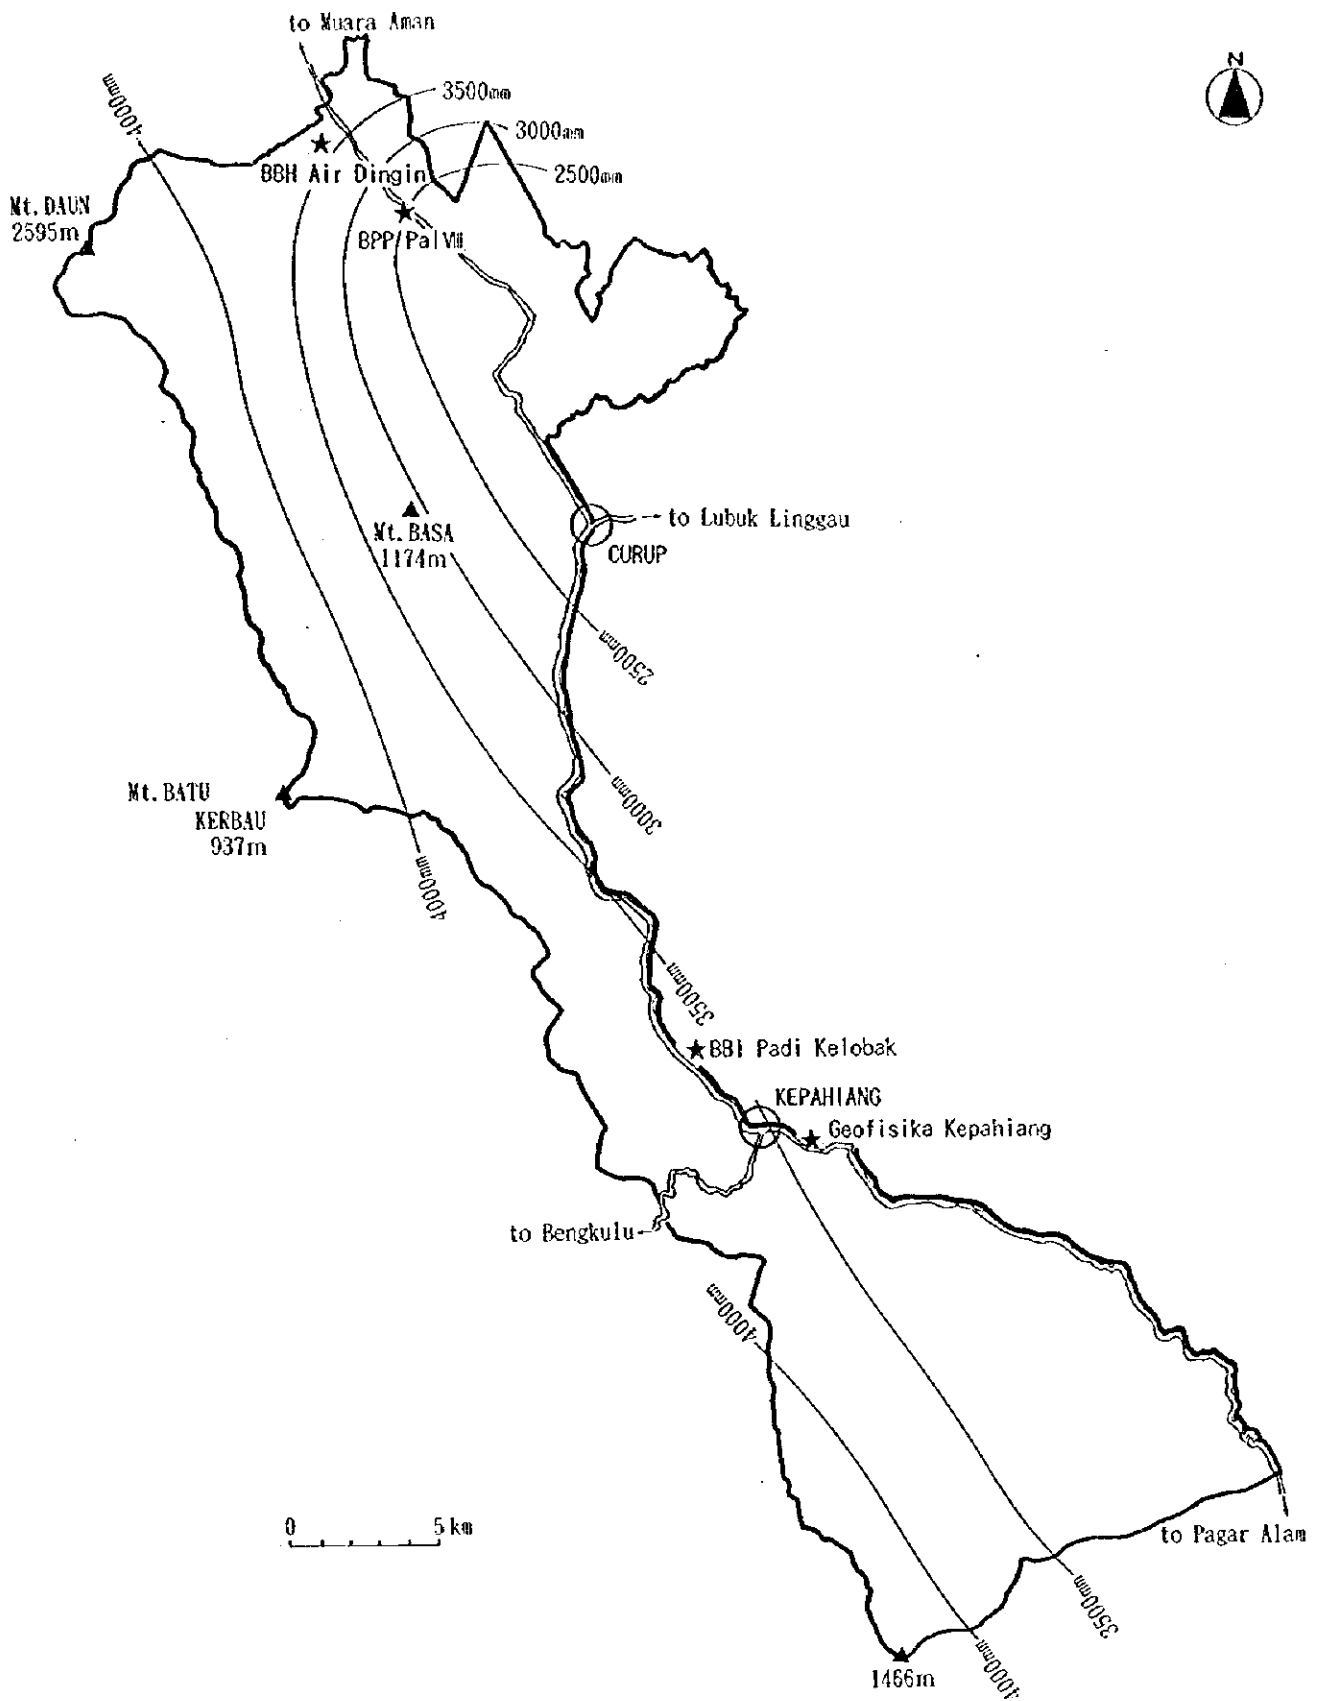 to Muara Aman
N
4000mm
3500mm
3000mm
2500mm
BBH Air Dingin
Mt. DAUN
2595m
BPP Pal VIII
to Lubuk Linggau
Mt. BASA
1174m
CURUP
2500mm
Mt. BATU
KERBAU
937m
3000mm
4000mm
3500mm
BBI Padi Kelobak
KEPAHIANG
Geofisika Kepahiang
to Bengkulu
4000mm
0 5 km
to Pagar Alam
3500mm
4000mm
1466m